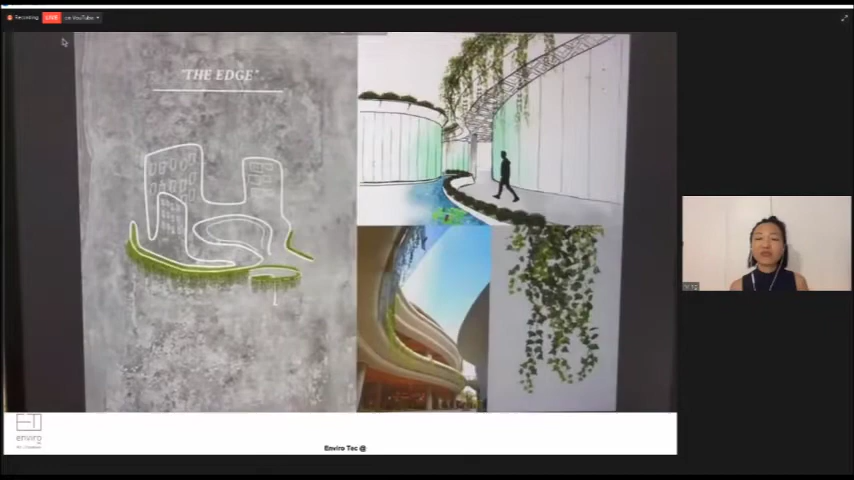 Recording
LIVE
on YouTube
"THE EDGE"
enviro
Enviro Tec @